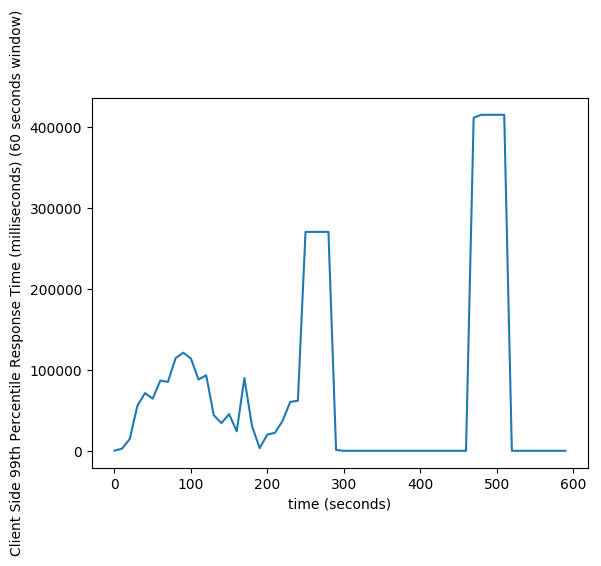 Client Side 99th Percentile Response Time (milliseconds) (60 seconds window)
400000
300000
200000
100000
0
0 100 200 300 400 500 600
time (seconds)